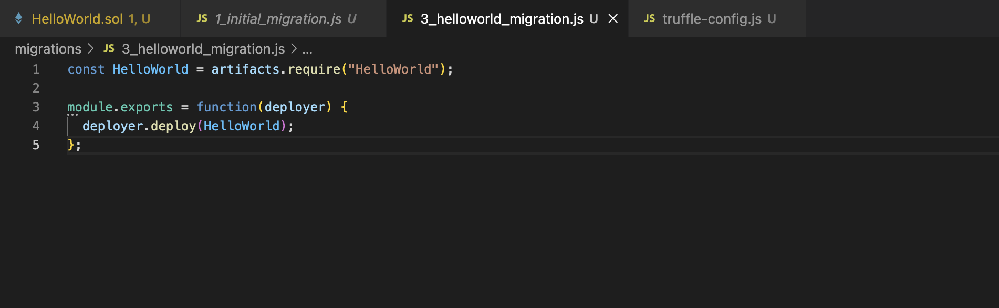 HelloWorld.sol 1, U JS 1_initial_migration.js U JS 3_helloworld_migration.js U JS truffle-config.js U
migrations > JS 3_helloworld_migration.js > ...
1 const HelloWorld = artifacts.require("HelloWorld");
2
3 module.exports = function(deployer) {
4 deployer.deploy(HelloWorld);
5 };